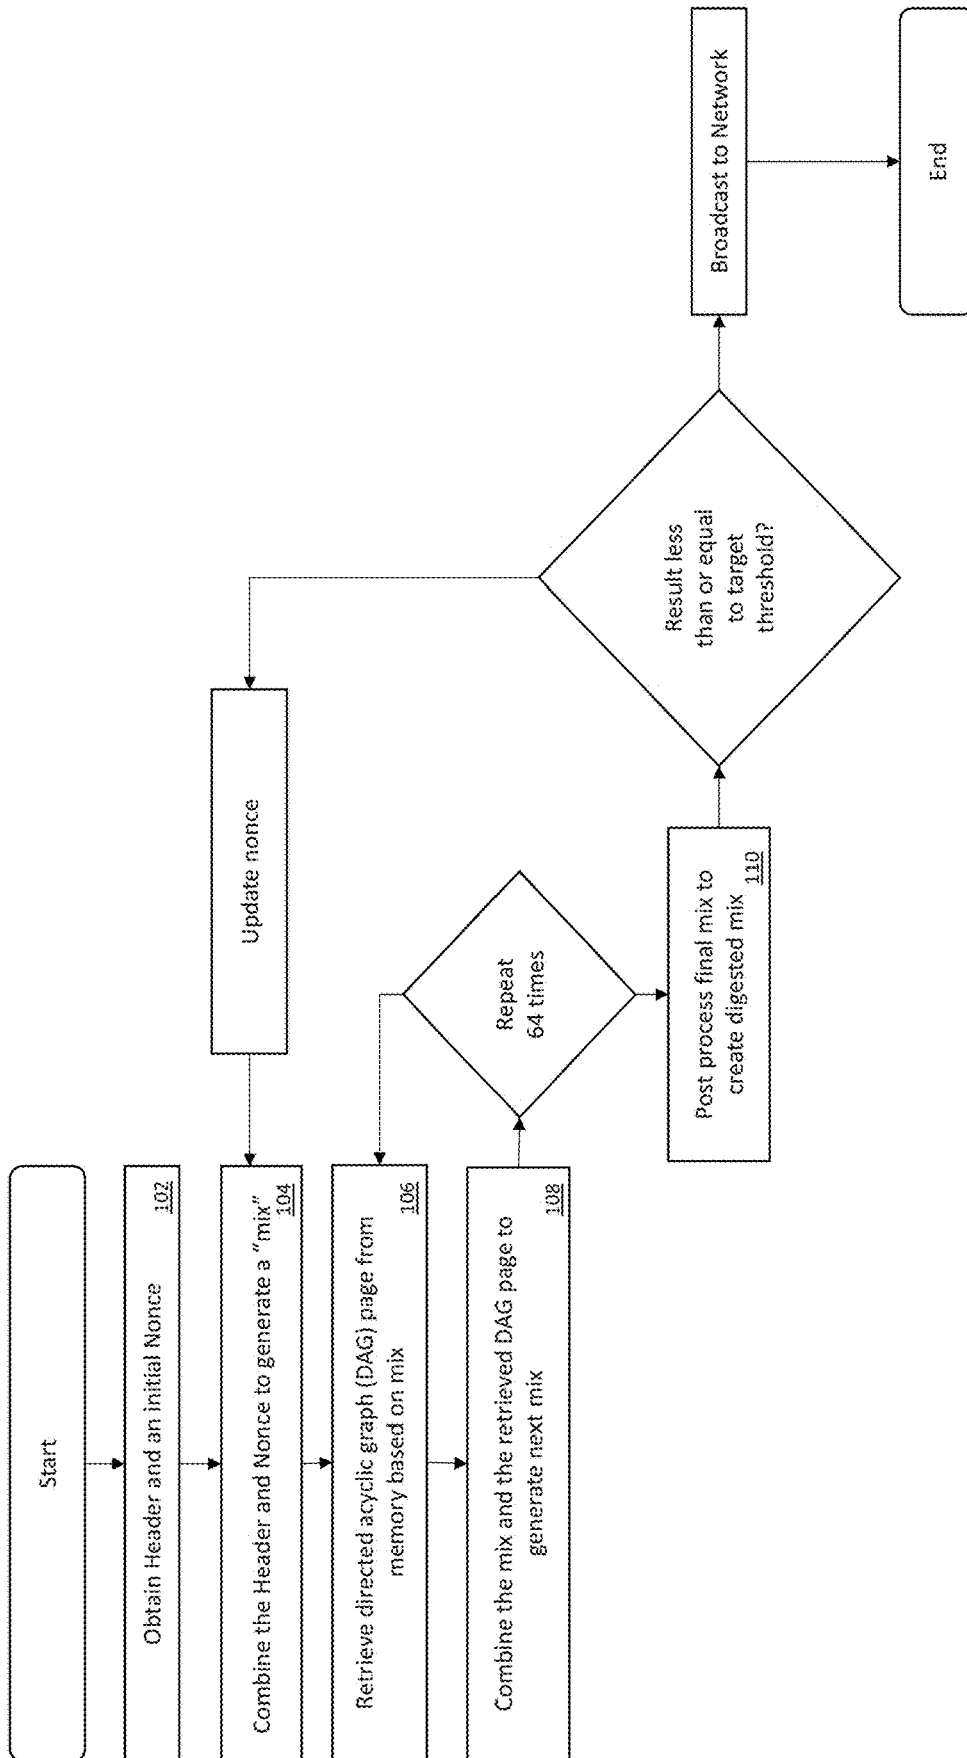 Start
Obtain Header and an initial Nonce
102
Combine the Header and Nonce to generate a “mix”
104
Retrieve directed acyclic graph (DAG) page from
memory based on mix
106
Combine the mix and the retrieved DAG page to
generate next mix
108
Repeat
64 times
Update nonce
Post process final mix to
create digested mix
110
Result less
than or equal
to target
threshold?
Broadcast to Network
End